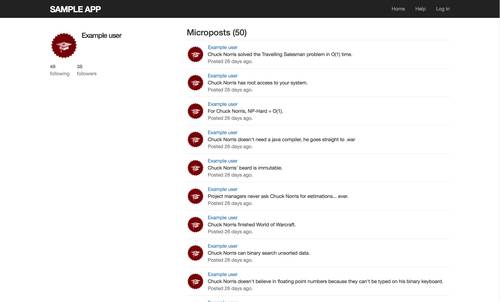 SAMPLE APP
Home Help Log in
Example user
following
followers
Microposts (50)
Example user
Chuck Norris solved the Travelling Salesman problem in O(1) time.
Posted 26 days ago.
Example user
Chuck Norris has root access to your system.
Posted 26 days ago.
Example user
For Chuck Norris, NP-Hard = O(1).
Posted 26 days ago.
Example user
Chuck Norris doesn't need a java compiler, he goes straight to .war
Posted 26 days ago.
Example user
Chuck Norris' beard is immutable.
Posted 26 days ago.
Example user
Project managers never ask Chuck Norris for estimations... ever.
Posted 26 days ago.
Example user
Chuck Norris finished World of Warcraft.
Posted 26 days ago.
Example user
Chuck Norris can binary search unsorted data.
Posted 26 days ago.
Example user
Chuck Norris doesn't believe in floating point numbers because they can't be typed on his binary keyboard.
Posted 26 days ago.